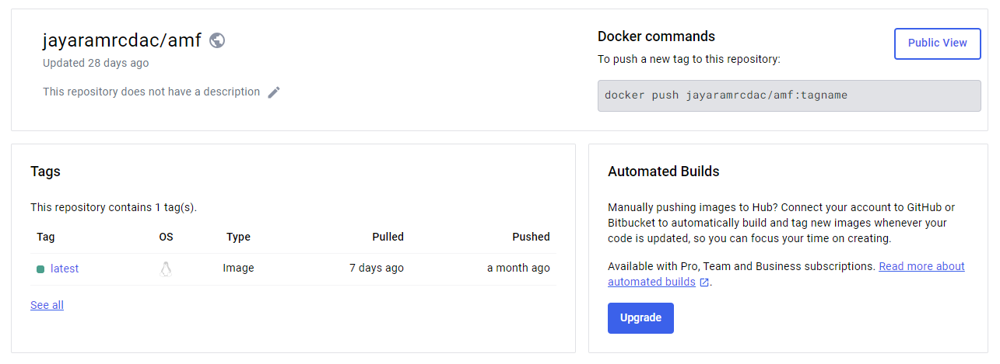 jayaramrcdac/amf
Updated 28 days ago
This repository does not have a description
Docker commands
To push a new tag to this repository:
Public View
docker push jayaramrcdac/amf:tagname
Tags
This repository contains 1 tag(s).
Tag OS Type Pulled Pushed
latest Image 7 days ago a month ago
See all
Automated Builds
Manually pushing images to Hub? Connect your account to GitHub or
Bitbucket to automatically build and tag new images whenever your
code is updated, so you can focus your time on creating.
Available with Pro, Team and Business subscriptions. Read more about
automated builds.
Upgrade